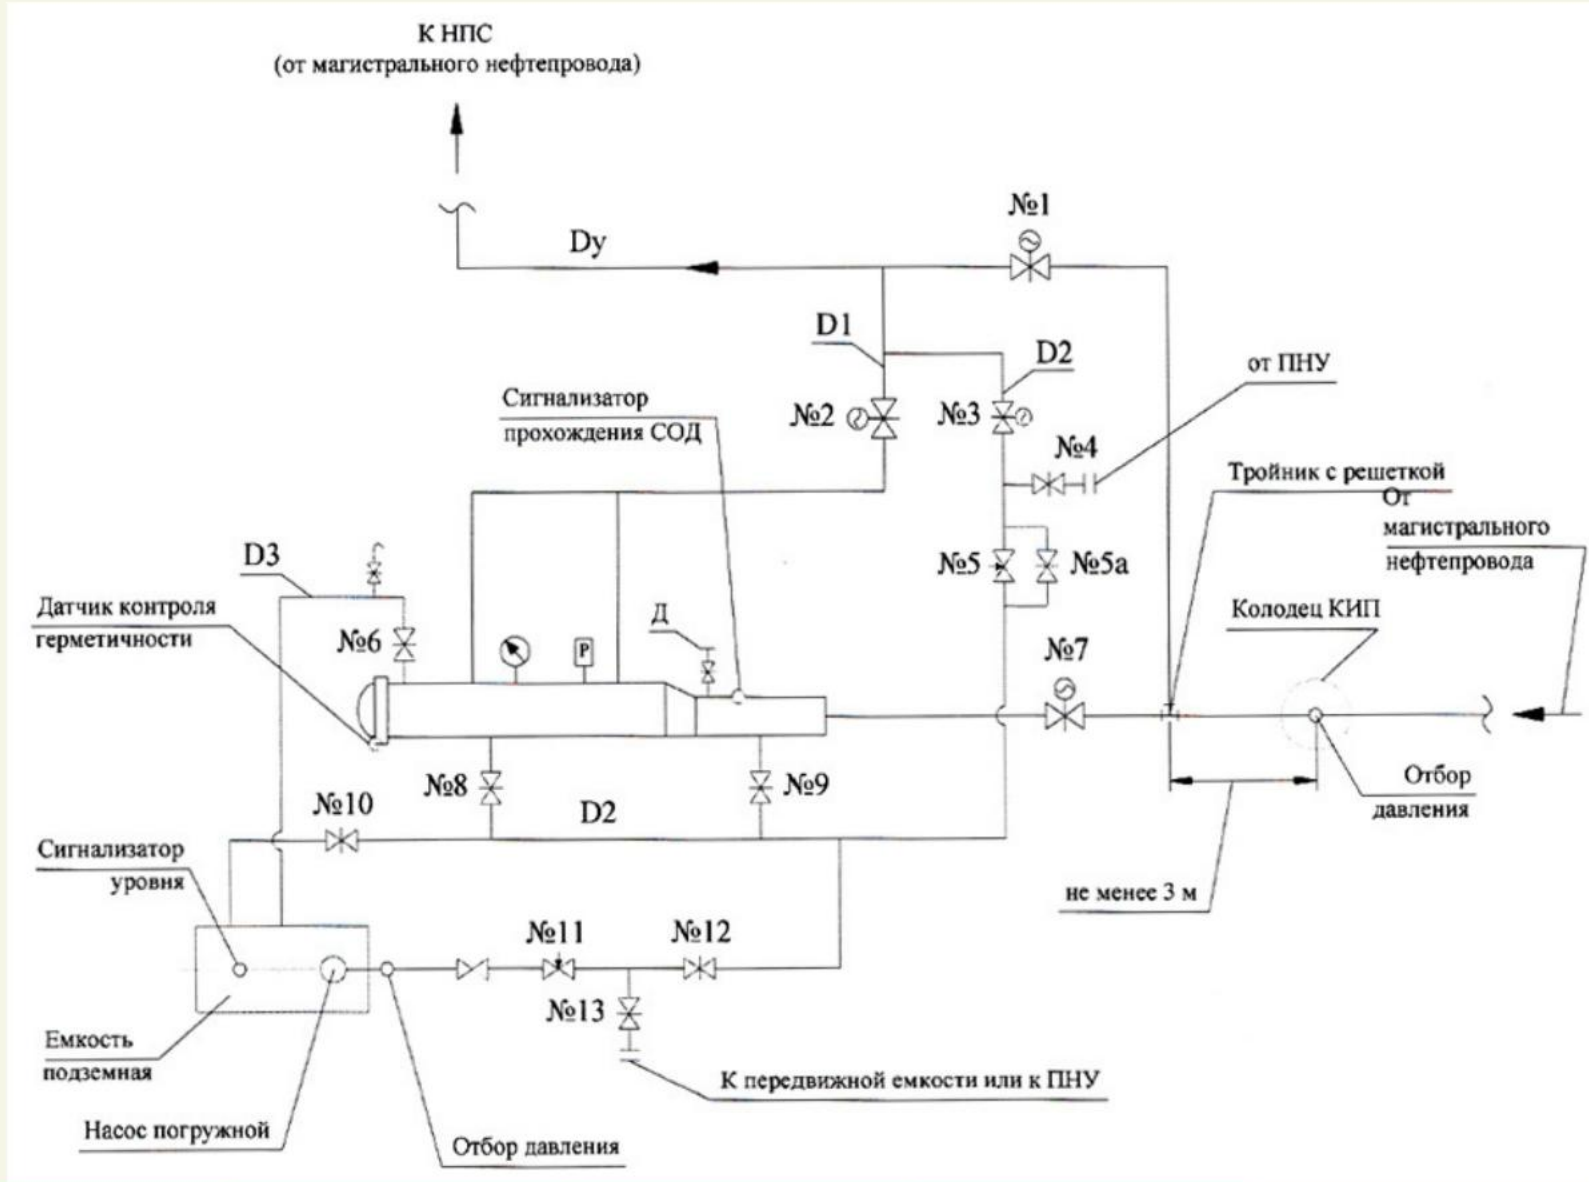 К НПС
(от магистрального нефтепровода)
№1
Dy
D1
D2
от ПНУ
Сигнализатор
прохождения СОД
№2
№3
№4
Тройник с решеткой
От
магистрального
нефтепровода
D3
№5
№5а
Датчик контроля
герметичности
№6
Р
Д
Колодец КИП
№7
№8
№9
Отбор
давления
№10
D2
Сигнализатор
уровня
не менее 3 м
№11
№12
№13
Емкость
подземная
К передвижной емкости или к ПНУ
Насос погружной
Отбор давления